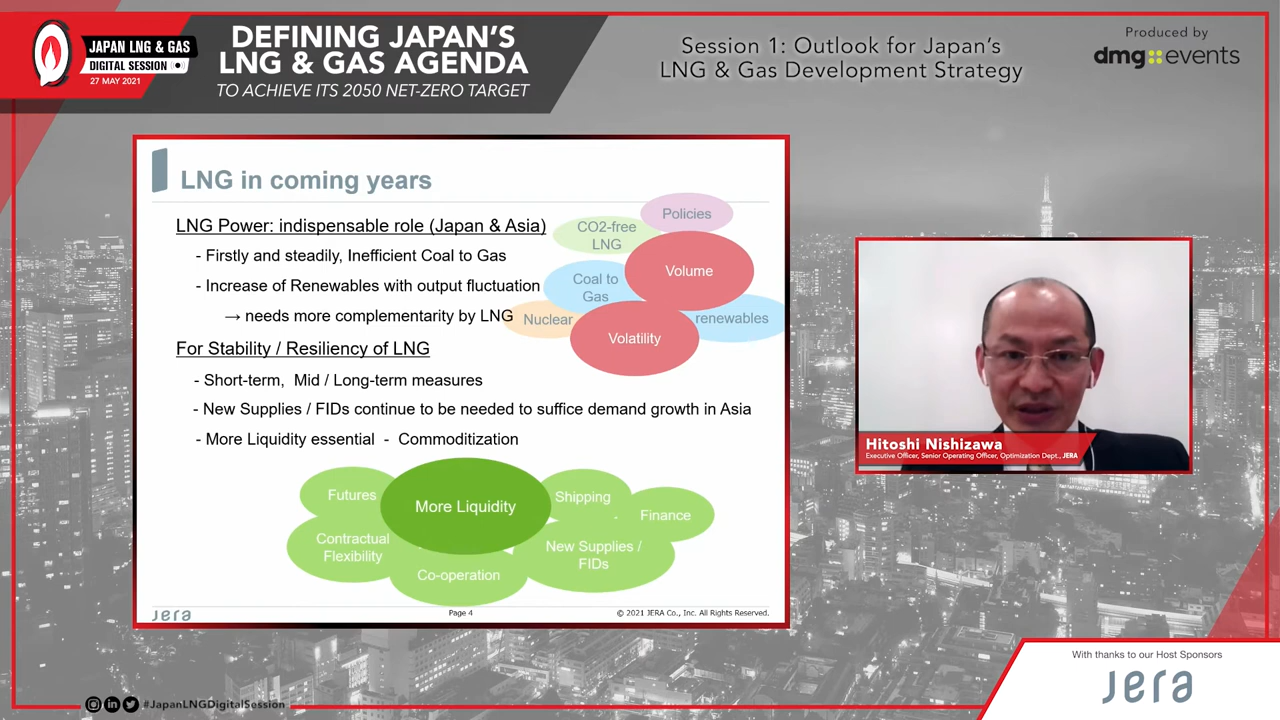 JAPAN LNG & GAS
DIGITAL SESSION
27 MAY 2021
DEFINING JAPAN'S
LNG & GAS AGENDA
TO ACHIEVE ITS 2050 NET-ZERO TARGET
Session 1: Outlook for Japan's
LNG & Gas Development Strategy
Produced by
dmg events
LNG in coming years
LNG Power: indispensable role (Japan & Asia)
- Firstly and steadily, Inefficient Coal to Gas
- Increase of Renewables with output fluctuation
→ needs more complementarity by LNG
For Stability / Resiliency of LNG
- Short-term, Mid / Long-term measures
- New Supplies / FIDs continue to be needed to suffice demand growth in Asia
- More Liquidity essential - Commoditization
Policies
CO2-free
LNG
Volume
Coal to
Gas
Nuclear
renewables
Volatility
Futures
More Liquidity
Shipping
Finance
Contractual
Flexibility
New Supplies /
FIDs
Co-operation
jera
Page 4
© 2021 JERA Co., Inc. All Rights Reserved.
Hitoshi Nishizawa
Executive Officer, Senior Operating Officer, Optimization Dept., JERA
With thanks to our Host Sponsors
jera
#JapanLNGDigitalSession